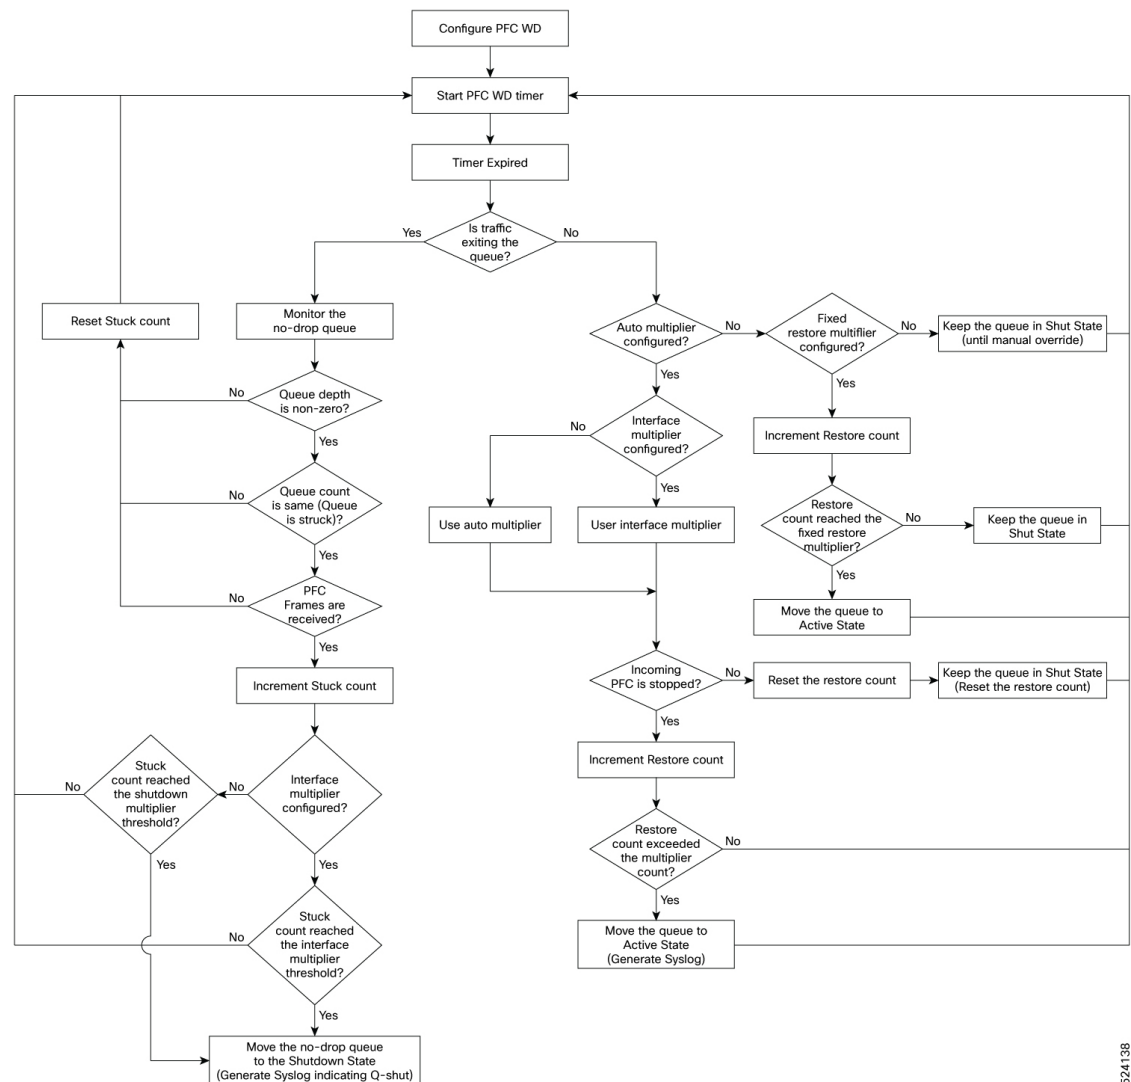 Configure PFC WD
Start PFC WD timer
Timer Expired
Is traffic
exiting the
queue?
Yes
No
Reset Stuck count
Monitor the
no-drop queue
Auto multiplier
configured?
No
Fixed
restore multiflier
configured?
No
Keep the queue in Shut State
(until manual override)
Yes
Yes
No
Queue depth
is non-zero?
Yes
No
Interface
multiplier
configured?
Yes
Increment Restore count
No
Queue count
is same (Queue
is struck)?
Yes
Use auto multiplier
User interface multiplier
Restore
count reached the
fixed restore
multiplier?
No
Keep the queue in
Shut State
Yes
No
PFC
Frames are
received?
Yes
Move the queue to
Active State
Increment Stuck count
Incoming
PFC is stopped?
No
Reset the restore count
Keep the queue in Shut State
(Reset the restore count)
Yes
No
Stuck
count reached
the shutdown
multiplier
threshold?
No
Interface
multiplier
configured?
Increment Restore count
Yes
Yes
Restore
count exceeded
the multiplier
count?
No
Yes
No
Stuck
count reached
the interface
multiplier
threshold?
Yes
Move the queue to
Active State
(Generate Syslog)
Move the no-drop queue
to the Shutdown State
(Generate Syslog indicating Q-shut)
524138